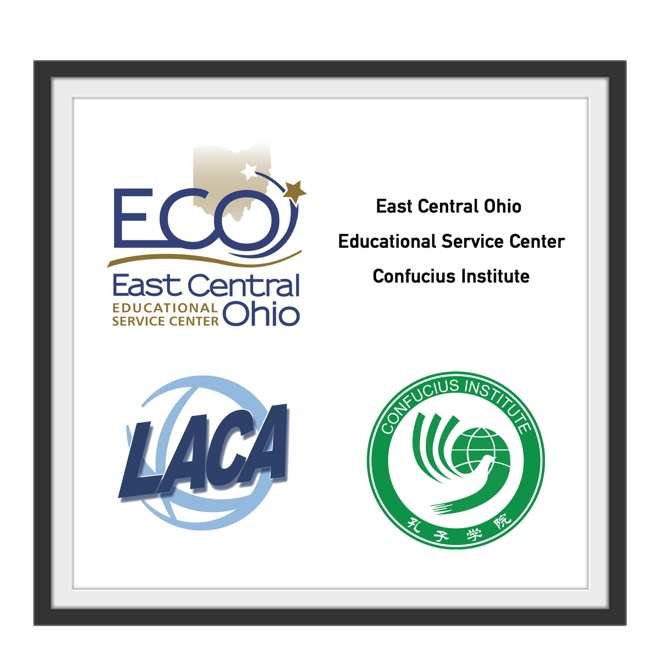 ECO
East Central
EDUCATIONAL
SERVICE CENTER
Ohio
East Central Ohio
Educational Service Center
Confucius Institute
LACA
CONFUCIUS INSTITUTE
孔子学院